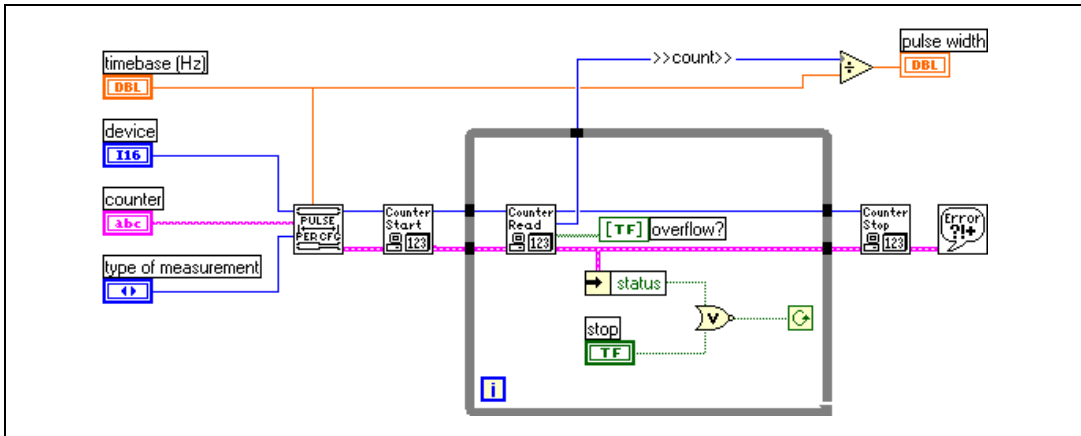 timebase (Hz)
DBL
device
I16
counter
abc
type of measurement
PULSE
PER CFG
Counter
Start
123
Counter
Read
123
[TF]
overflow?
status
stop
TF
V
i
>>count>>
÷
pulse width
DBL
Counter
Stop
123
Error
?!+